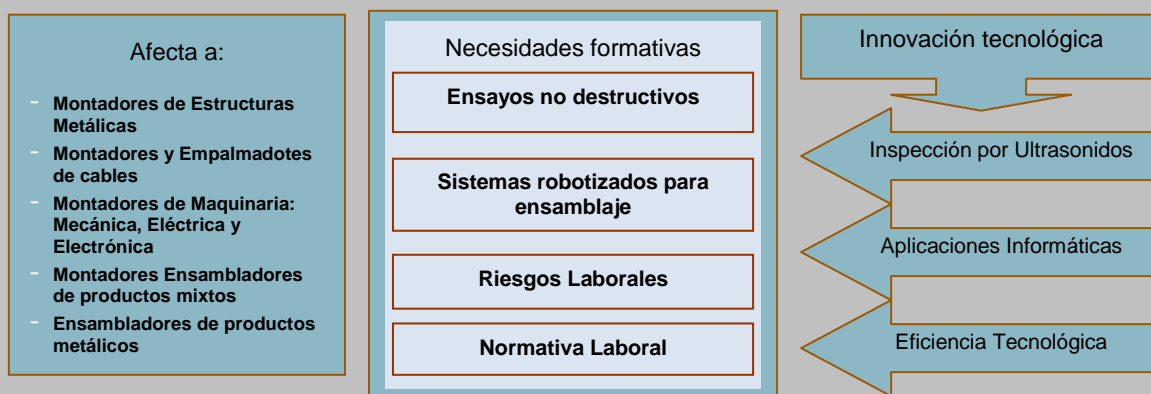 Afecta a:
- Montadores de Estructuras
Metálicas
- Montadores y Empalmadotes
de cables
- Montadores de Maquinaria:
Mecánica, Eléctrica y
Electrónica
- Montadores Ensambladores
de productos mixtos
- Ensambladores de productos
metálicos
Necesidades formativas
Ensayos no destructivos
Sistemas robotizados para
ensamblaje
Riesgos Laborales
Normativa Laboral
Innovación tecnológica
Inspección por Ultrasonidos
Aplicaciones Informáticas
Eficiencia Tecnológica